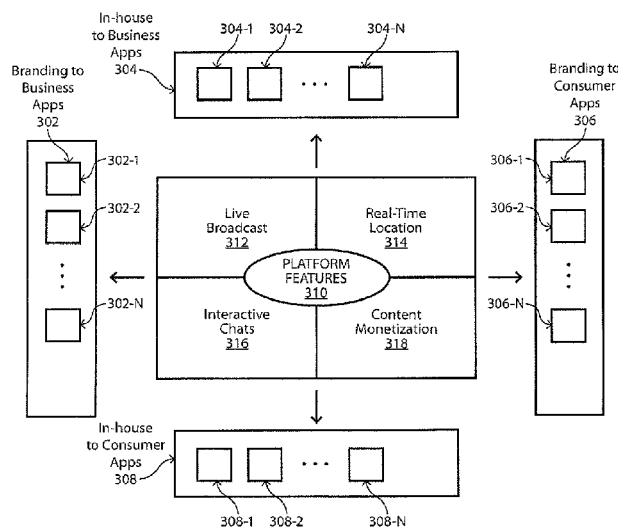 In-house
to Business
Apps
304
304-1
304-2
304-N
Branding to
Business
Apps
302
302-1
302-2
302-N
Branding to
Consumer
Apps
306
306-1
306-2
306-N
Live
Broadcast
312
Real-Time
Location
314
PLATFORM
FEATURES
310
Interactive
Chats
316
Content
Monetization
318
In-house
to Consumer
Apps
308
308-1
308-2
308-N